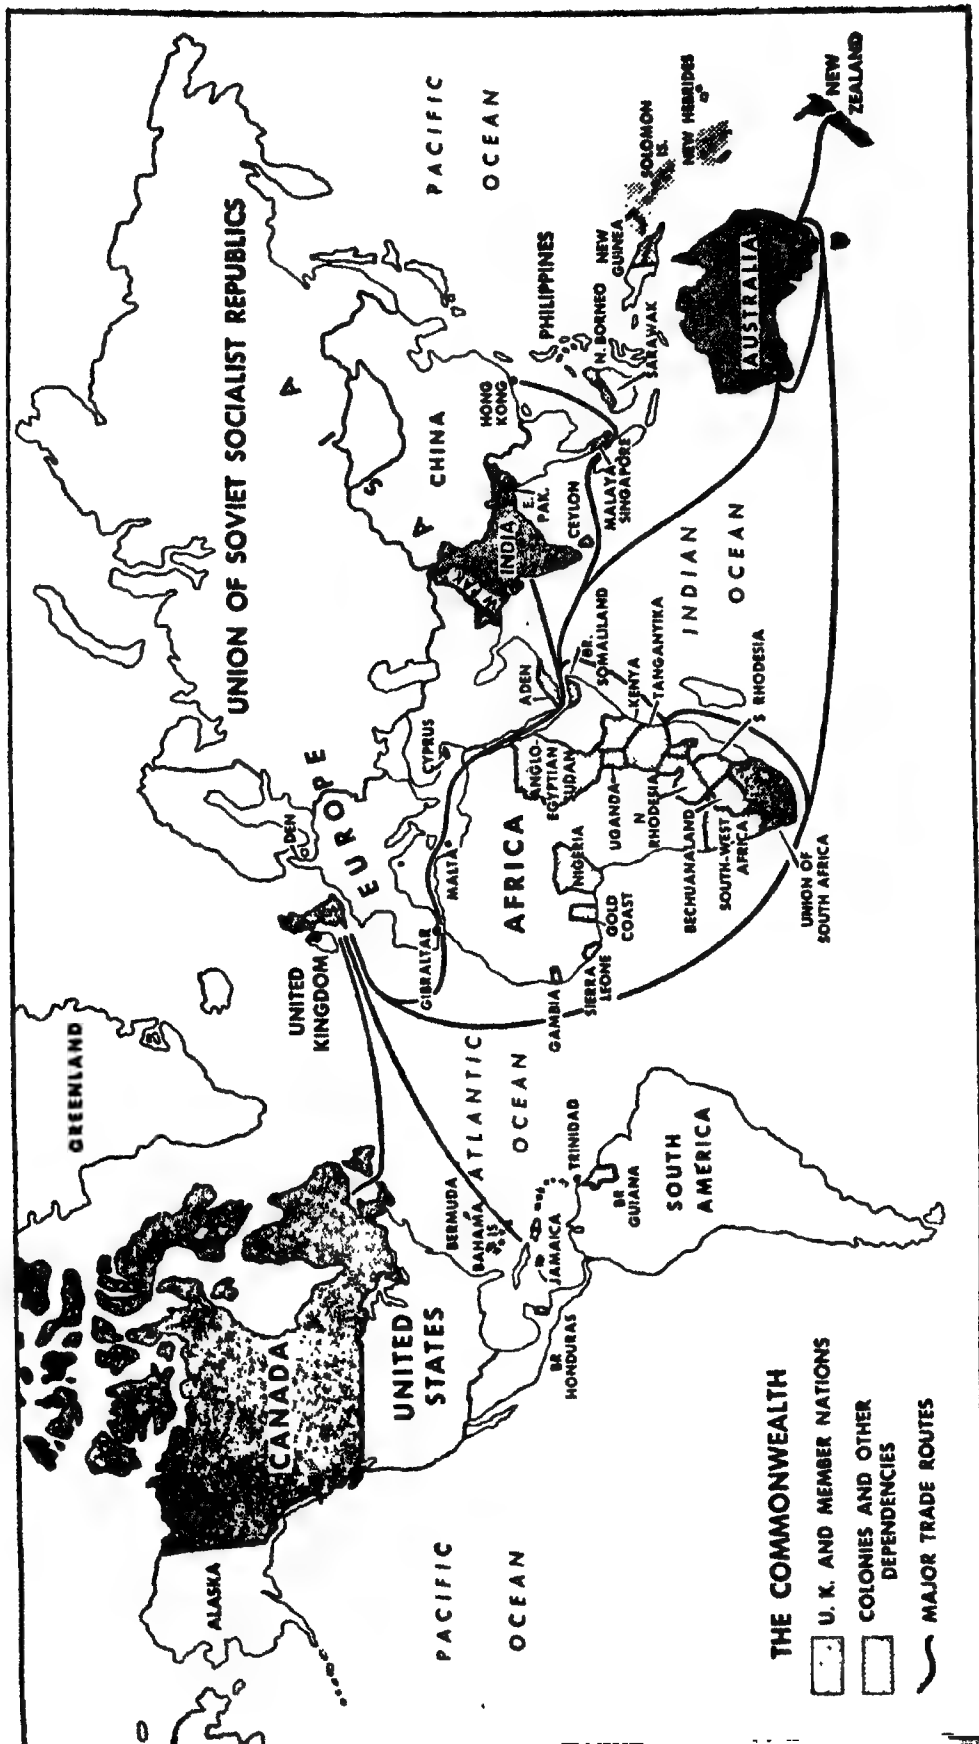 GREENLAND
UNION OF SOVIET SOCIALIST REPUBLICS
ALASKA
CANADA
UNITED
KINGDOM
DEN
EUROPE
A S I A
UNITED
STATES
CHINA
PACIFIC
OCEAN
PACIFIC
OCEAN
ATLANTIC
OCEAN
BERMUDA
BAHAMA
IS
GIBRALTAR
MALTA
CYPRUS
W PAK
INDIA
E.
PAK.
HONG
KONG
PHILIPPINES
CEYLON
ADEN
BR.
SOMALILAND
AFRICA
ANGLO-
EGYPTIAN
SUDAN
GAMBIA
SIERRA
LEONE
GOLD
COAST
NIGERIA
UGANDA
KENYA
TANGANYIKA
N
RHODESIA
S RHODESIA
BECHUANALAND
SOUTH-WEST
AFRICA
UNION OF
SOUTH AFRICA
MALAYA
SINGAPORE
N. BORNEO
SARAWAK
NEW
GUINEA
SOLOMON
IS.
NEW HEBRIDES
AUSTRALIA
NEW
ZEALAND
INDIAN
OCEAN
JAMAICA
TRINIDAD
BR
HONDURAS
BR
GUIANA
SOUTH
AMERICA
THE COMMONWEALTH
U. K. AND MEMBER NATIONS
COLONIES AND OTHER
DEPENDENCIES
MAJOR TRADE ROUTES